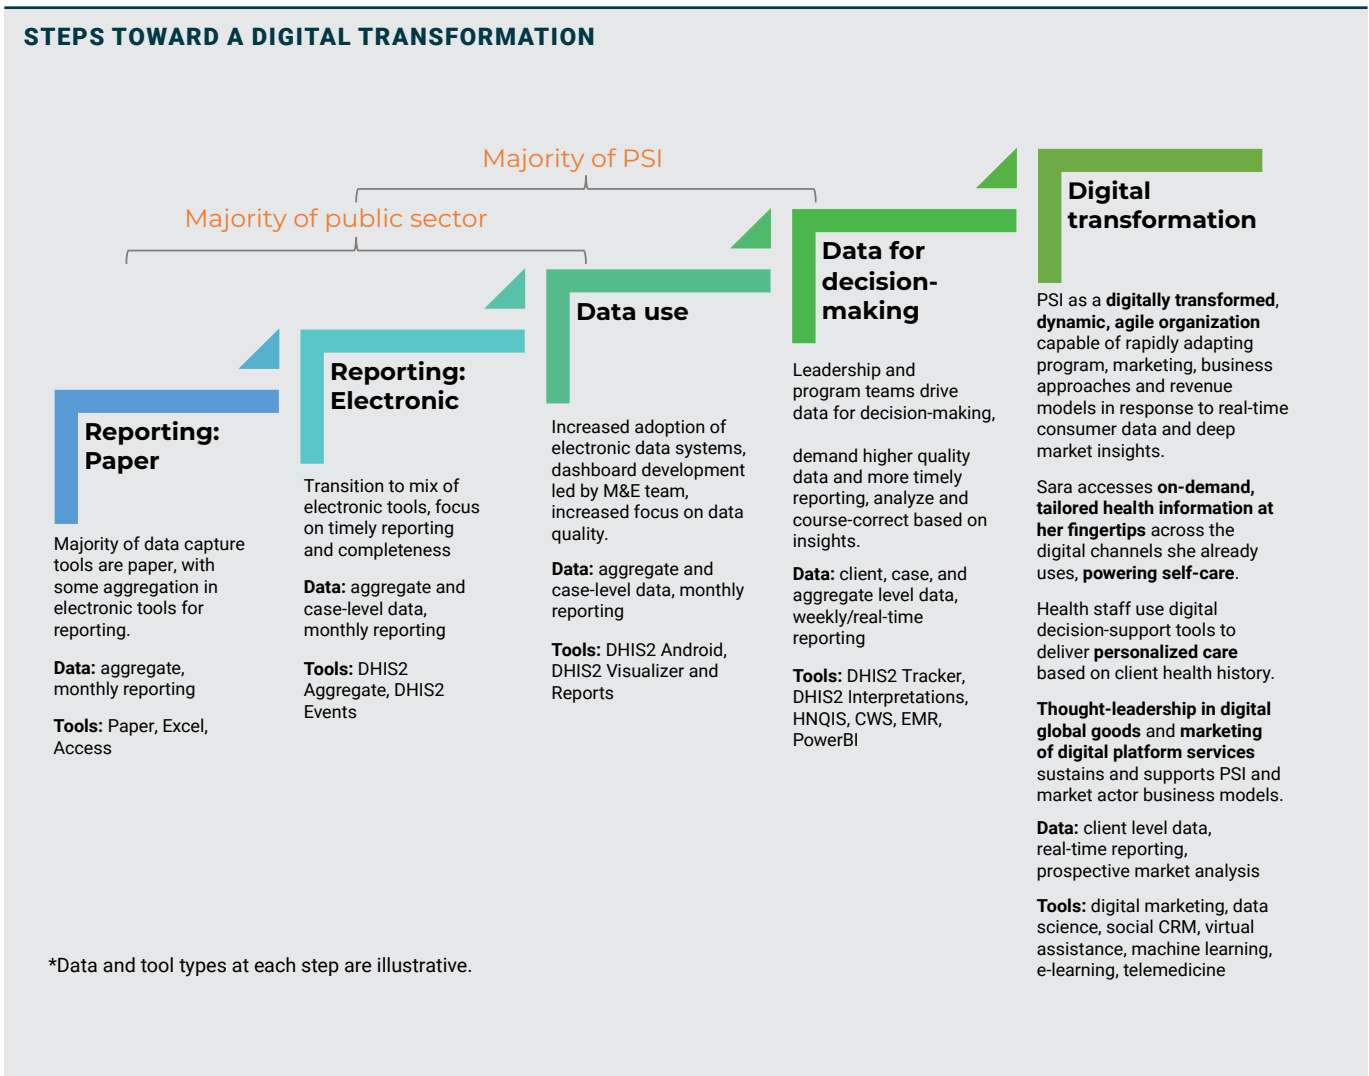 STEPS TOWARD A DIGITAL TRANSFORMATION
Majority of PSI
Majority of public sector
Reporting:
Paper
Majority of data capture
tools are paper, with
some aggregation in
electronic tools for
reporting.
Data: aggregate,
monthly reporting
Tools: Paper, Excel,
Access
Reporting:
Electronic
Transition to mix of
electronic tools, focus
on timely reporting
and completeness
Data: aggregate and
case-level data,
monthly reporting
Tools: DHIS2
Aggregate, DHIS2
Events
Data use
Increased adoption of
electronic data systems,
dashboard development
led by M&E team,
increased focus on data
quality.
Data: aggregate and
case-level data, monthly
reporting
Tools: DHIS2 Android,
DHIS2 Visualizer and
Reports
Data for
decision-
making
Leadership and
program teams drive
data for decision-making,
demand higher quality
data and more timely
reporting, analyze and
course-correct based on
insights.
Data: client, case, and
aggregate level data,
weekly/real-time
reporting
Tools: DHIS2 Tracker,
DHIS2 Interpretations,
HNQIS, CWS, EMR,
PowerBI
Digital
transformation
PSI as a digitally transformed,
dynamic, agile organization
capable of rapidly adapting
program, marketing, business
approaches and revenue
models in response to real-time
consumer data and deep
market insights.
Sara accesses on-demand,
tailored health information at
her fingertips across the
digital channels she already
uses, powering self-care.
Health staff use digital
decision-support tools to
deliver personalized care
based on client health history.
Thought-leadership in digital
global goods and marketing
of digital platform services
sustains and supports PSI and
market actor business models.
Data: client level data,
real-time reporting,
prospective market analysis
Tools: digital marketing, data
science, social CRM, virtual
assistance, machine learning,
e-learning, telemedicine
*Data and tool types at each step are illustrative.